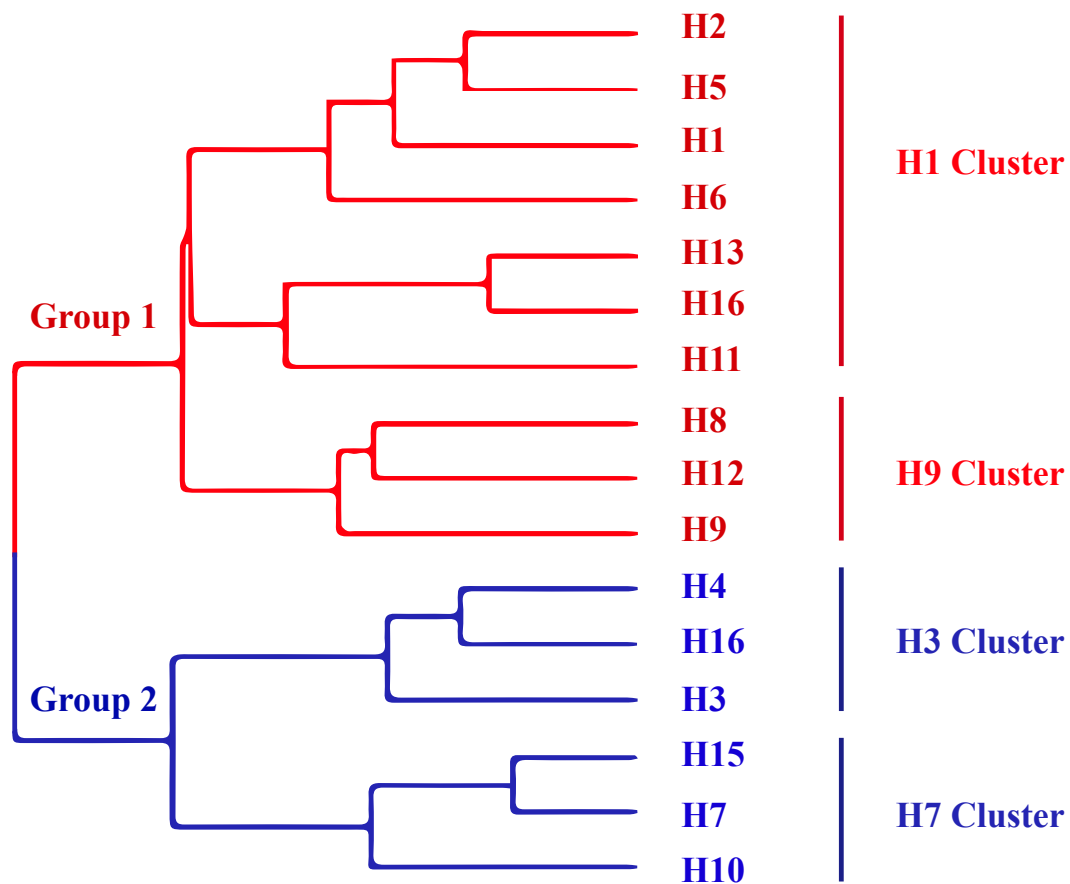 H2
H5
H1
H6
H13
H16
H11
H1 Cluster
Group 1
H8
H12
H9
H9 Cluster
H4
H16
H3
H3 Cluster
Group 2
H15
H7
H10
H7 Cluster